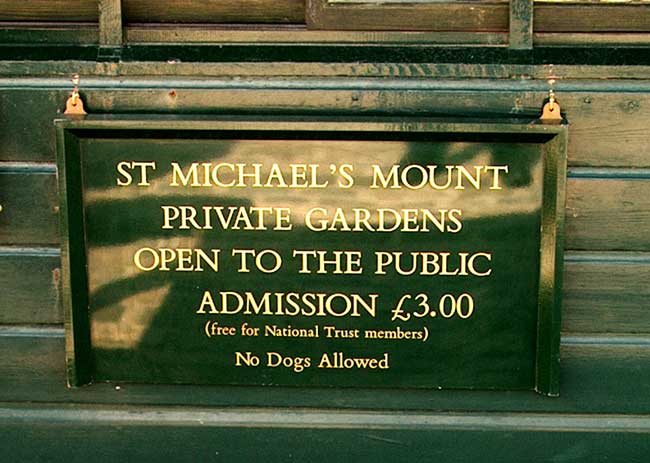 ST MICHAEL'S MOUNT
PRIVATE GARDENS
OPEN TO THE PUBLIC
ADMISSION £3.00
(free for National Trust members)
No Dogs Allowed